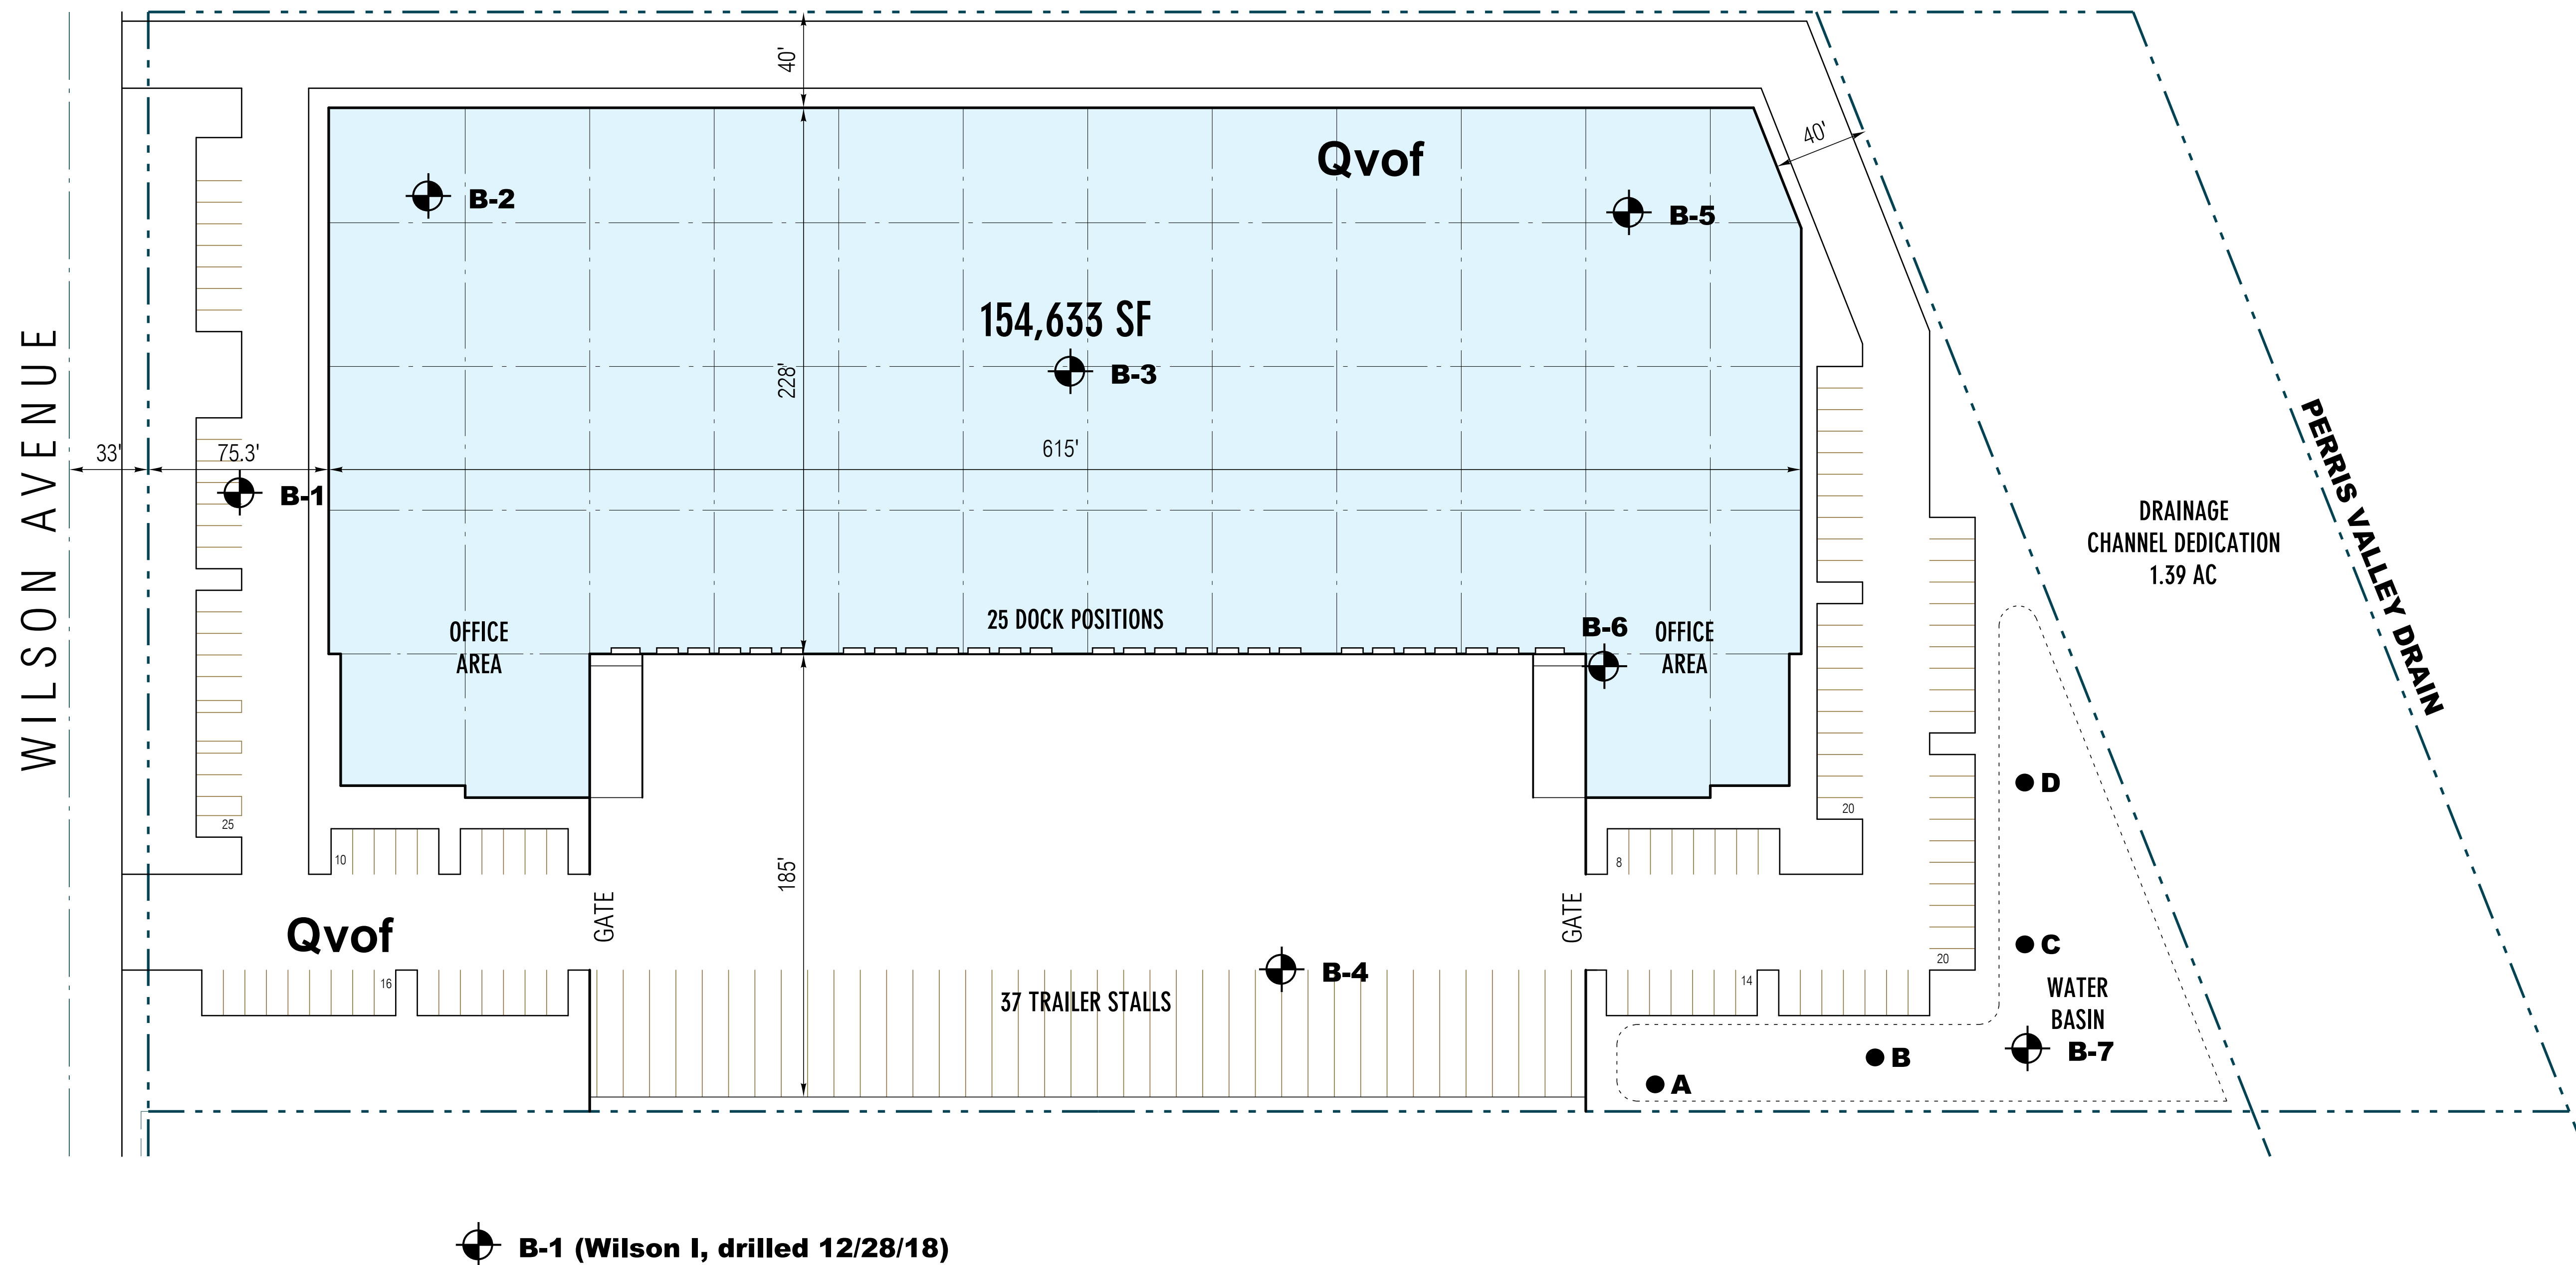 40'
Qvof
40'
B-2
B-5
154,633 SF
228'
B-3
WILSON AVENUE
33'
75.3'
615'
B-1
PERRIS VALLEY DRAIN
DRAINAGE
CHANNEL DEDICATION
1.39 AC
25 DOCK POSITIONS
OFFICE
AREA
B-6
OFFICE
AREA
D
25
20
10
8
185'
GATE
GATE
Qvof
C
20
16
B-4
14
37 TRAILER STALLS
WATER
BASIN
B
B-7
A
B-1 (Wilson I, drilled 12/28/18)